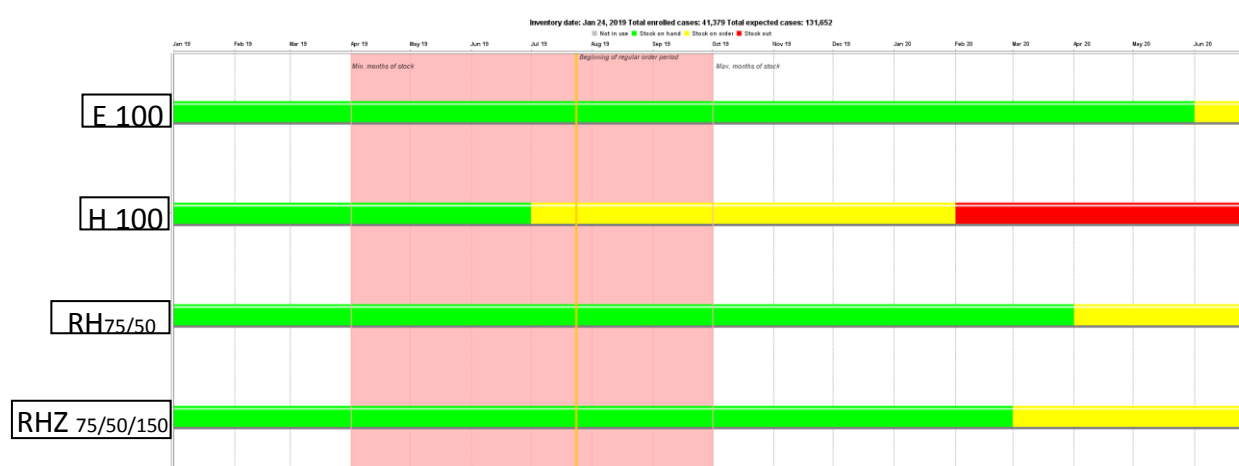 Inventory date: Jan 24, 2019 Total enrolled cases: 41,379 Total expected cases: 131,652
Not in use Stock on hand Stock on order Stock out
Jan 19 Feb 19 Mar 19 Apr 19 May 19 Jun 19 Jul 19 Aug 19 Sep 19 Oct 19 Nov 19 Dec 19 Jan 20 Feb 20 Mar 20 Apr 20 May 20 Jun 20
Beginning of regular order period
Min. months of stock Max. months of stock
E 100
H 100
RH75/50
RHZ 75/50/150